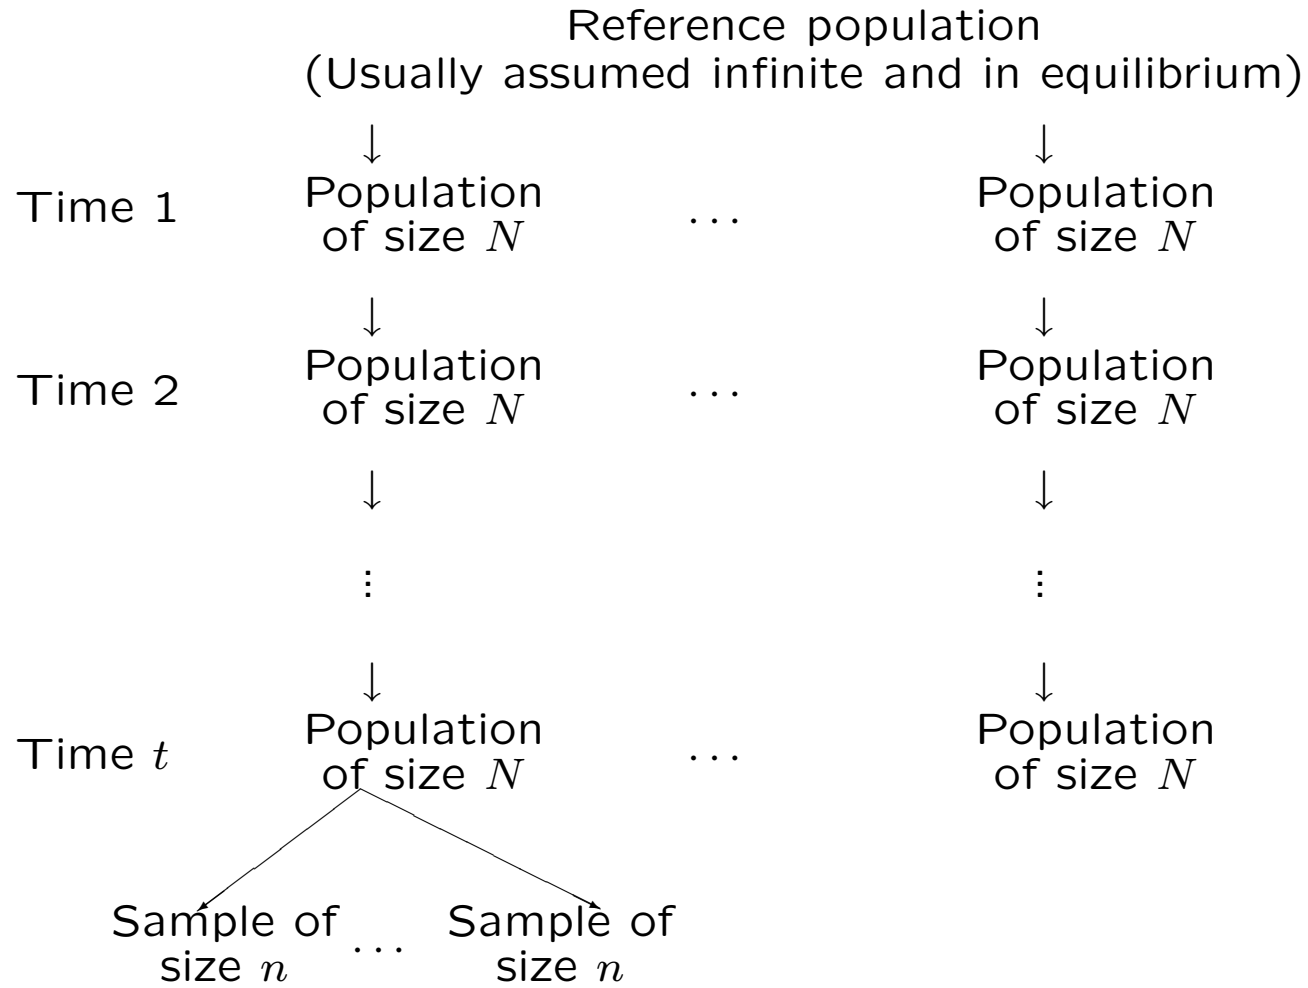 Reference population
(Usually assumed infinite and in equilibrium)
↓ ↓
Time 1 Population of size N ... Population of size N
↓ ↓
Time 2 Population of size N ... Population of size N
↓ ↓
⋮ ⋮
↓ ↓
Time t Population of size N ... Population of size N
Sample of size n ... Sample of size n